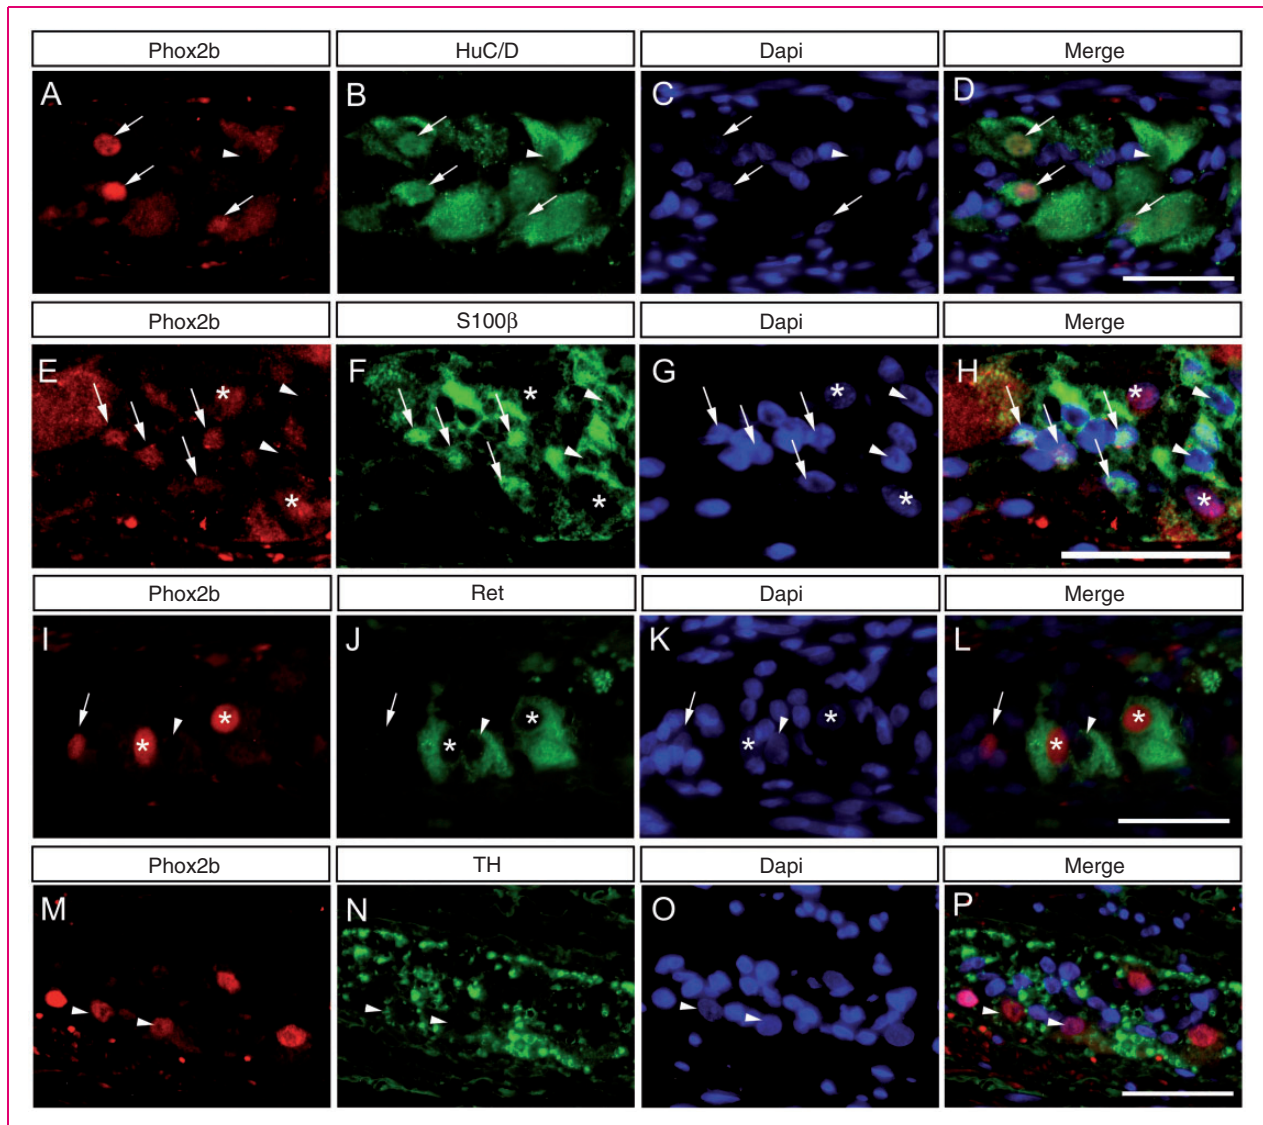 Phox2b HuC/D Dapi Merge
A B C D
Phox2b S100β Dapi Merge
E F G H
* * * *
* * * *
Phox2b Ret Dapi Merge
I J K L
* * * *
* * * *
Phox2b TH Dapi Merge
M N O P